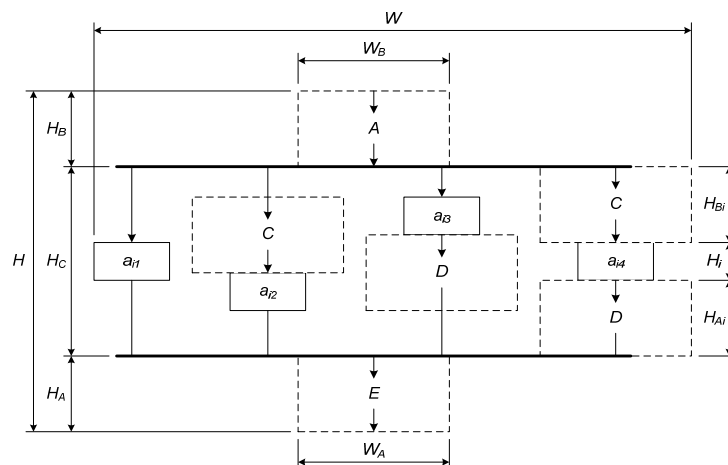 W
W_B
H_B
A
H
H_C
C
a_i3
C
H_Bi
a_i1
D
a_i4
H_i
a_i2
D
H_Ai
H_A
E
W_A